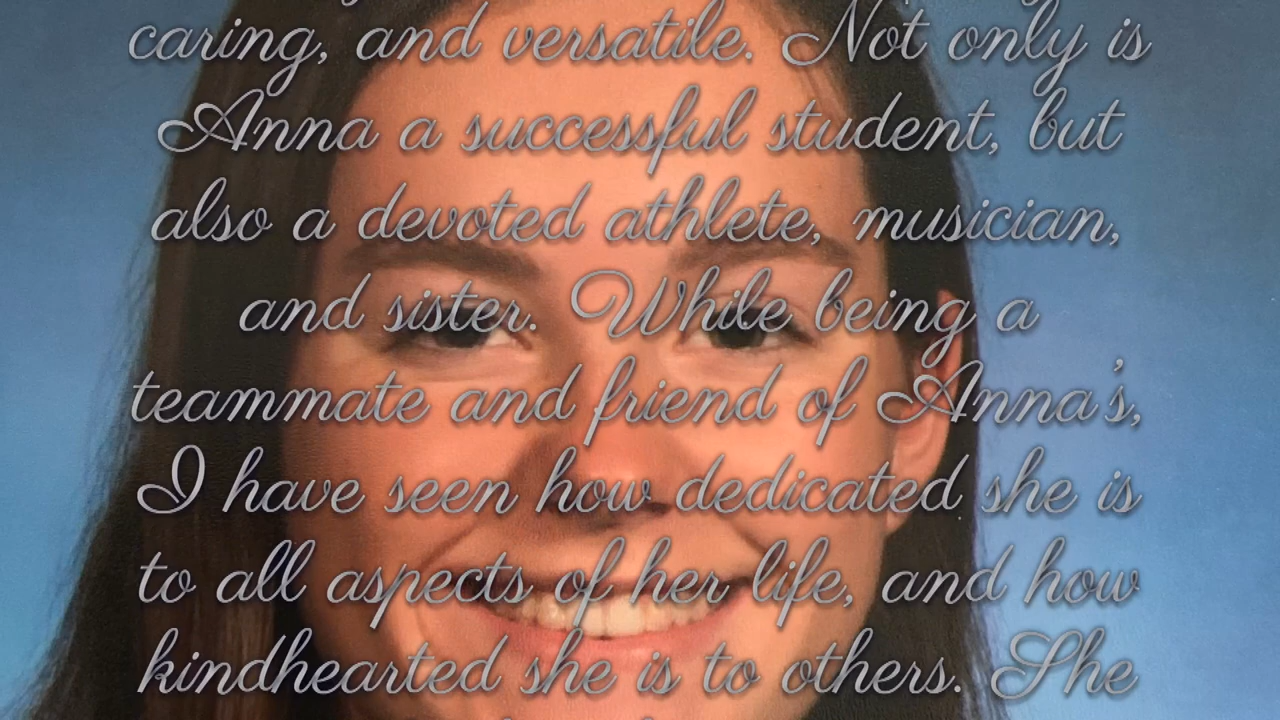 caring, and versatile. Not only is
Anna a successful student, but
also a devoted athlete, musician,
and sister. While being a
teammate and friend of Anna's,
I have seen how dedicated she is
to all aspects of her life, and how
kindhearted she is to others. She